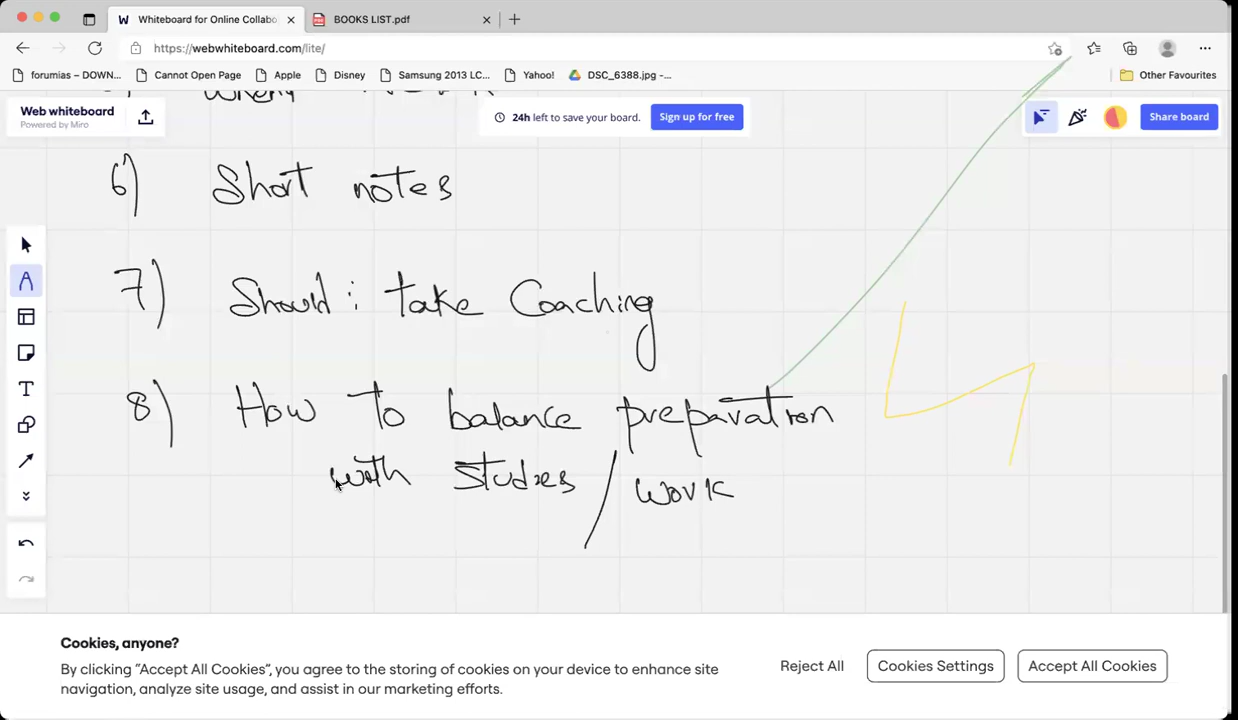 Whiteboard for Online Collabo
BOOKS LIST.pdf
https://webwhiteboard.com/lite/
forumias – DOWN...
Cannot Open Page
Apple
Disney
Samsung 2013 LC...
Yahoo!
DSC_6388.jpg -...
Other Favourites
Web whiteboard
Powered by Miro
24h left to save your board.
Sign up for free
Share board
6) Short notes
7) Should i take Coaching
8) How to balance preparation
with Studies / work
Cookies, anyone?
By clicking “Accept All Cookies”, you agree to the storing of cookies on your device to enhance site
navigation, analyze site usage, and assist in our marketing efforts.
Reject All
Cookies Settings
Accept All Cookies